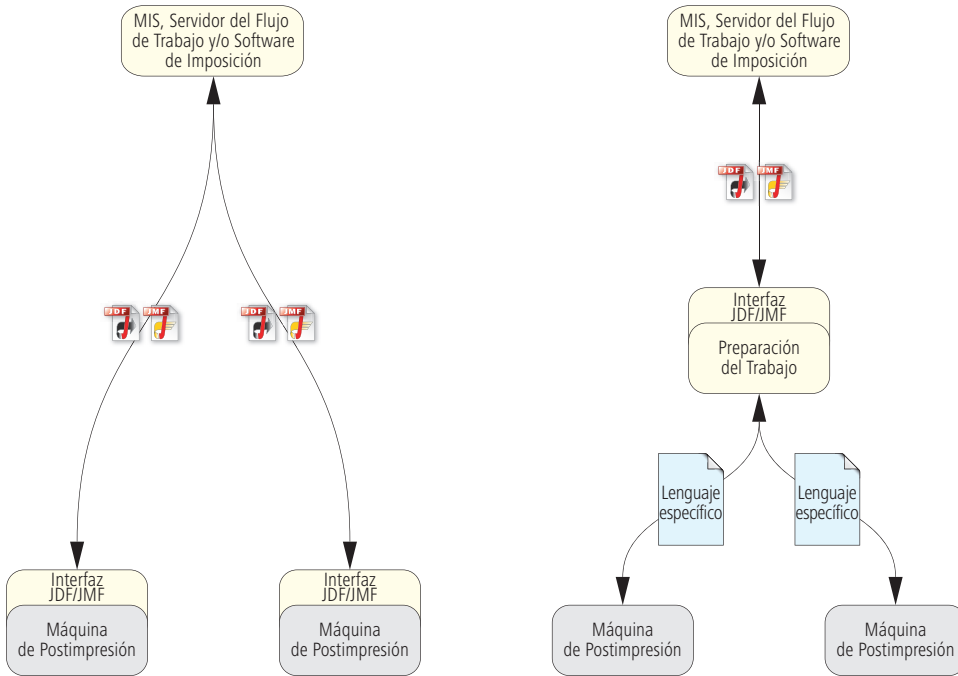 MIS, Servidor del Flujo
de Trabajo y/o Software
de Imposición
JDF
JMF
JDF
JMF
Interfaz
JDF/JMF
Máquina
de Postimpresión
Interfaz
JDF/JMF
Máquina
de Postimpresión
MIS, Servidor del Flujo
de Trabajo y/o Software
de Imposición
JDF
JMF
Interfaz
JDF/JMF
Preparación
del Trabajo
Lenguaje
específico
Lenguaje
específico
Máquina
de Postimpresión
Máquina
de Postimpresión